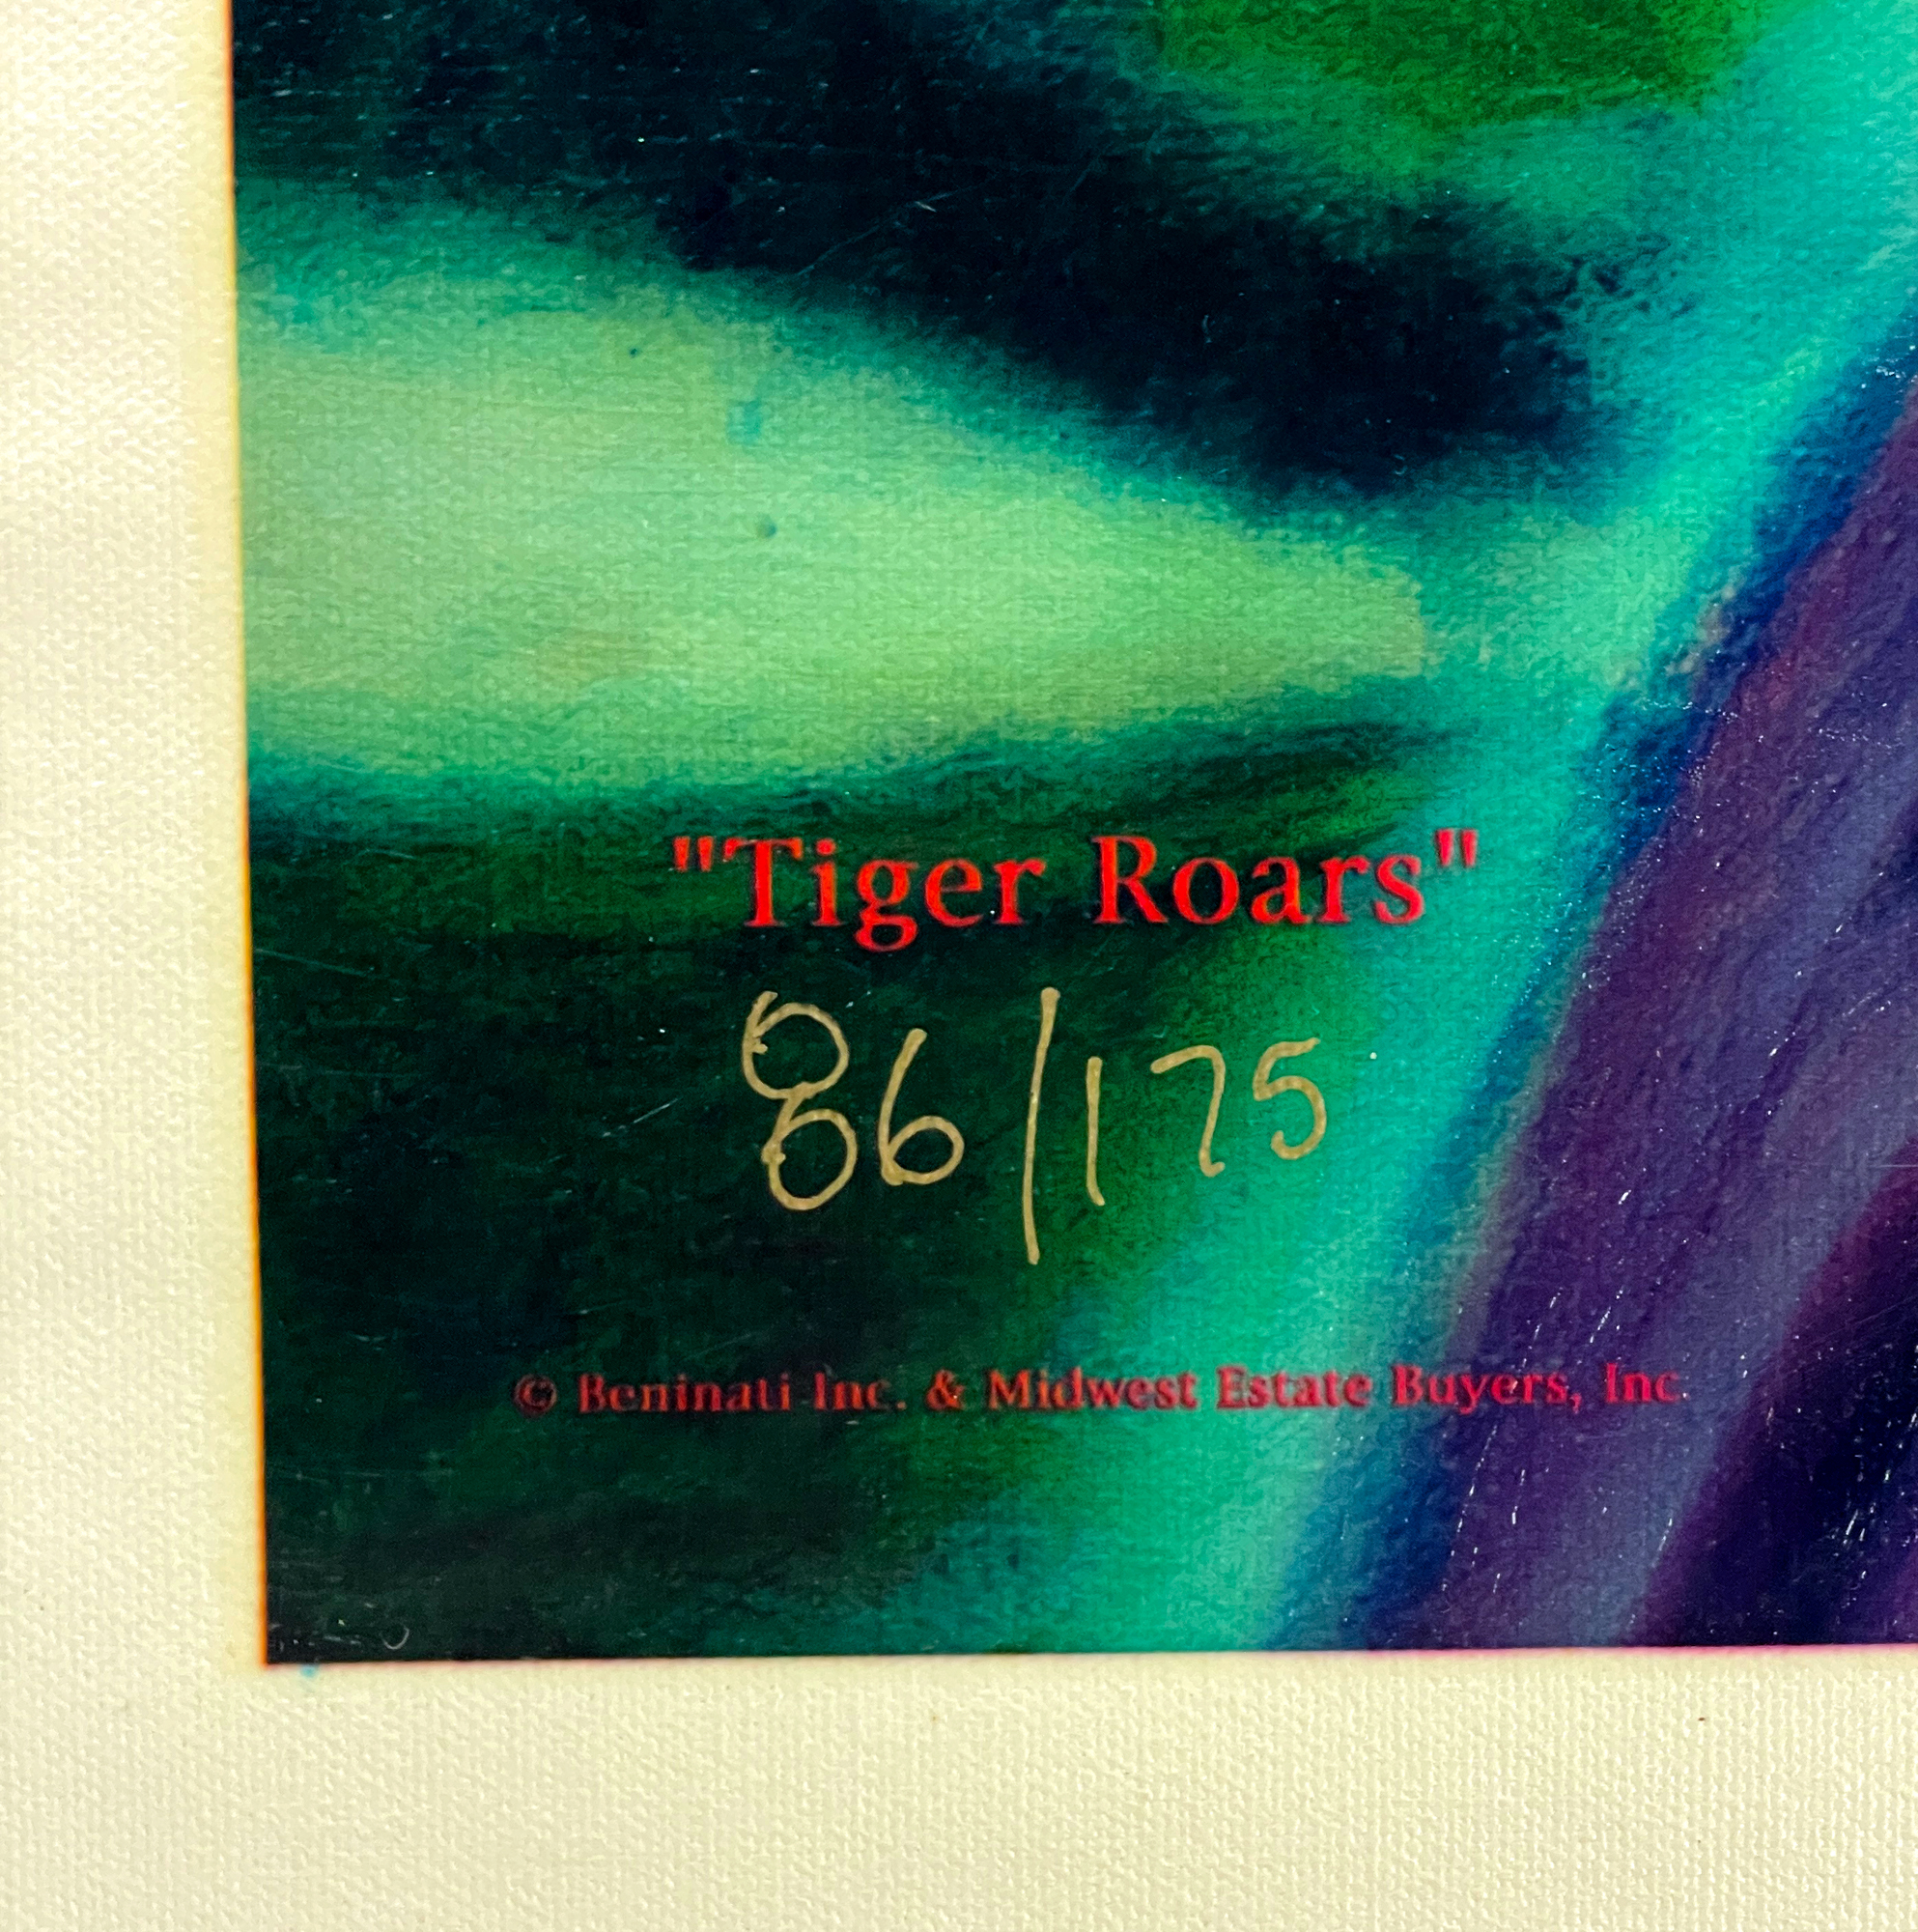 "Tiger Roars"
86/175
© Beninati Inc. & Midwest Estate Buyers, Inc.